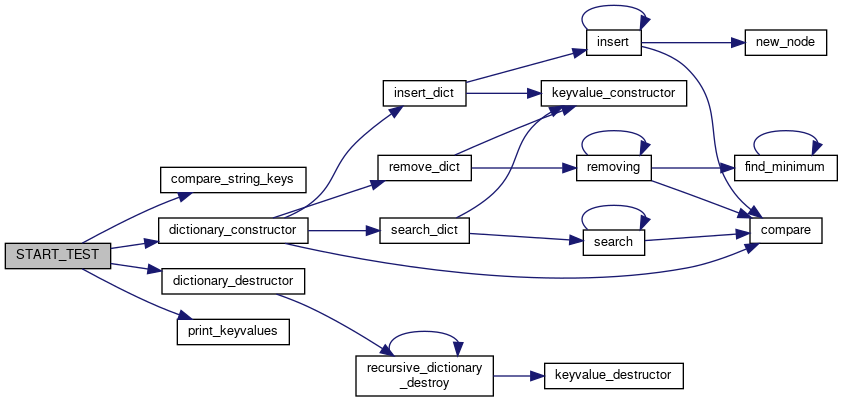 START_TEST
compare_string_keys
dictionary_constructor
dictionary_destructor
print_keyvalues
insert_dict
remove_dict
search_dict
recursive_dictionary
_destroy
insert
keyvalue_constructor
removing
search
keyvalue_destructor
new_node
find_minimum
compare